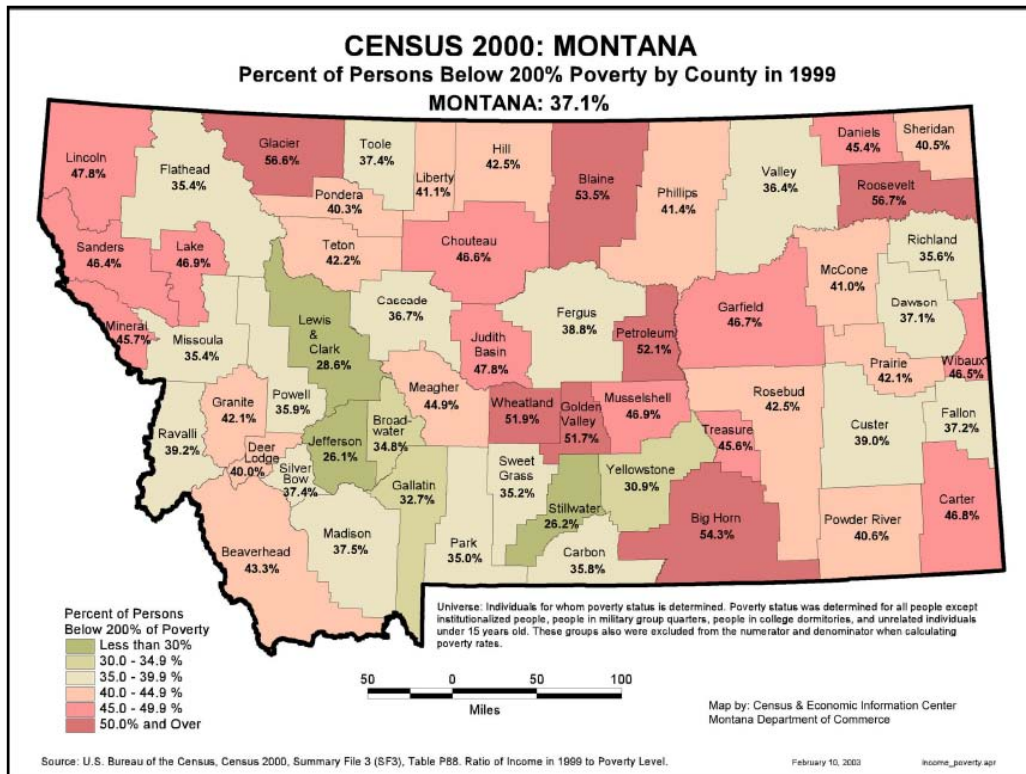 CENSUS 2000: MONTANA
Percent of Persons Below 200% Poverty by County in 1999
MONTANA: 37.1%
Lincoln
47.8%
Flathead
35.4%
Glacier
56.6%
Toole
37.4%
Liberty
41.1%
Hill
42.5%
Blaine
53.5%
Phillips
41.4%
Valley
36.4%
Daniels
45.4%
Sheridan
40.5%
Roosevelt
56.7%
Pondera
40.3%
Teton
42.2%
Chouteau
46.6%
Sanders
46.4%
Lake
46.9%
Richland
35.6%
McCone
41.0%
Dawson
37.1%
Mineral
45.7%
Missoula
35.4%
Lewis
&
Clark
28.6%
Cascade
36.7%
Judith
Basin
47.8%
Fergus
38.8%
Petroleum
52.1%
Garfield
46.7%
Prairie
42.1%
Wibaux
46.5%
Granite
42.1%
Powell
35.9%
Meagher
44.9%
Wheatland
51.9%
Golden
Valley
51.7%
Musselshell
46.9%
Rosebud
42.5%
Treasure
45.6%
Custer
39.0%
Fallon
37.2%
Ravalli
39.2%
Deer
Lodge
40.0%
Silver
Bow
37.4%
Jefferson
26.1%
Broad-
water
34.8%
Gallatin
32.7%
Sweet
Grass
35.2%
Stillwater
26.2%
Yellowstone
30.9%
Big Horn
54.3%
Powder River
40.6%
Carter
46.8%
Beaverhead
43.3%
Madison
37.5%
Park
35.0%
Carbon
35.8%
Universe: Individuals for whom poverty status is determined. Poverty status was determined for all people except
institutionalized people, people in military group quarters, people in college dormitories, and unrelated individuals
under 15 years old. These groups also were excluded from the numerator and denominator when calculating
poverty rates.
Percent of Persons
Below 200% of Poverty
Less than 30%
30.0 - 34.9 %
35.0 - 39.9 %
40.0 - 44.9 %
45.0 - 49.9 %
50.0% and Over
50 0 50 100
Miles
Map by: Census & Economic Information Center
Montana Department of Commerce
Source: U.S. Bureau of the Census, Census 2000, Summary File 3 (SF3), Table P88. Ratio of Income in 1999 to Poverty Level.
February 10, 2003
income_poverty.apr